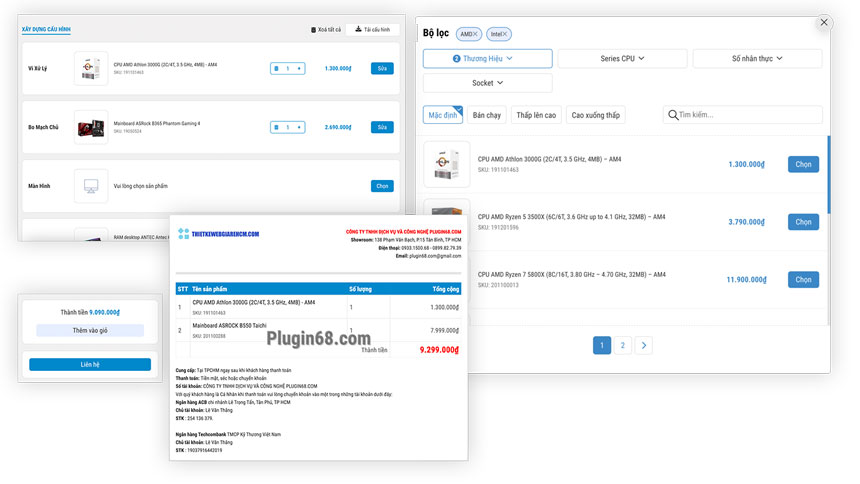 XÂY DỰNG CẤU HÌNH
Xoá tất cả
Tải cấu hình
Vi Xử Lý
CPU AMD Athlon 3000G (2C/4T, 3.5 GHz, 4MB) - AM4
SKU: 191101463
1 +
1.300.000₫
Sửa
Bo Mạch Chủ
Mainboard ASRock B365 Phantom Gaming 4
SKU: 19050524
1 +
2.690.000₫
Sửa
Màn Hình
Vui lòng chọn sản phẩm
Chọn
RAM desktop ANTEC Antec
Bộ lọc
AMD×
Intel×
2 Thương Hiệu
Series CPU
Số nhân thực
Socket
Mặc định
Bán chạy
Thấp lên cao
Cao xuống thấp
Tìm kiếm...
CPU AMD Athlon 3000G (2C/4T, 3.5 GHz, 4MB) – AM4
SKU: 191101463
1.300.000₫
Chọn
CPU AMD Ryzen 5 3500X (6C/6T, 3.6 GHz up to 4.1 GHz, 32MB) – AM4
SKU: 191201396
3.790.000₫
Chọn
CPU AMD Ryzen 7 5800X (8C/16T, 3.80 GHz – 4.70 GHz, 32MB) – AM4
SKU: 201100013
11.900.000₫
Chọn
1
2
Thành tiền 9.090.000₫
Thêm vào giỏ
Liên hệ
THIETKEWEBGIAREHCM.COM
CÔNG TY TNHH DỊCH VỤ VÀ CÔNG NGHỆ PLUGIN68.COM
Showroom: 138 Phạm Văn Bạch, P.15 Tân Bình, TP HCM
Điện thoại: 0933.1500.68 - 0899.82.79.39
Email: plugin68.com@gmail.com
STT Tên sản phẩm Số lượng Tổng cộng
1 CPU AMD Athlon 3000G (2C/4T, 3.5 GHz, 4MB) - AM4 1 1.300.000₫
SKU: 191101463
2 Mainboard ASROCK B550 Taichi 1 7.999.000₫
SKU: 201100288
Plugin68.com
Thành tiền 9.299.000₫
Cung cấp: Tại TPCHM ngay sau khi khách hàng thanh toán
Thanh toán: Tiền mặt, séc hoặc chuyển khoản.
Số tài khoản: CÔNG TY TNHH DỊCH VỤ VÀ CÔNG NGHỆ PLUGIN68.COM
Với quý khách hàng là Cá Nhân khi thanh toán vui lòng chuyển khoản vào một trong những tài khoản dưới đây:
Ngân hàng ACB chi nhánh Lê Trọng Tấn, Tân Phú, TP HCM
Chủ tài khoản: Lê Văn Thăng
STK : 254 136 379.
Ngân hàng Techcombank TMCP Kỹ Thương Việt Nam
Chủ tài khoản: Lê Văn Thăng
STK : 19037916442019